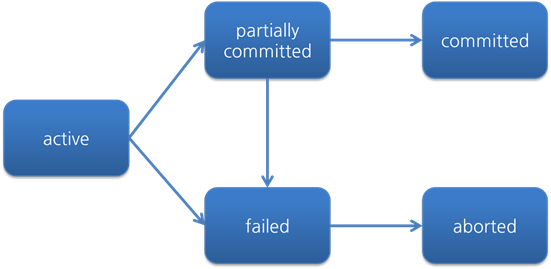 partially
committed
committed
active
failed
aborted